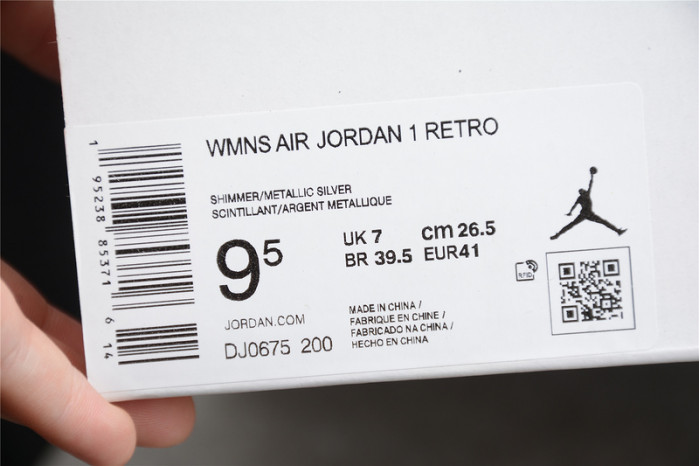 WMNS AIR JORDAN 1 RETRO
SHIMMER/METALLIC SILVER
SCINTILLANT/ARGENT METALLIQUE
9⁵
UK 7 cm 26.5
BR 39.5 EUR41
JORDAN.COM
DJ0675 200
MADE IN CHINA /
FABRIQUE EN CHINE /
FABRICADO NA CHINA /
HECHO EN CHINA
RFID
1 95238 85371 6 14